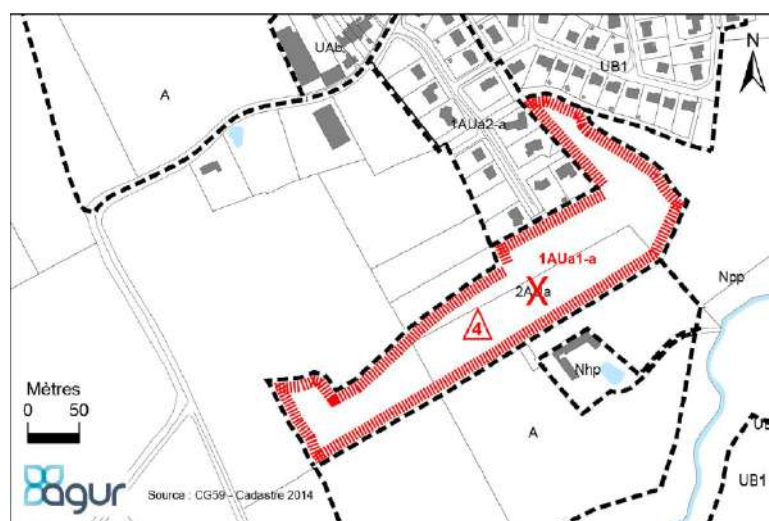 UAb
N
UB1
A
1AUa2-a
1AUa1-a
Npp
2AUa
X
4
Nhp
Mètres
0 50
A
UB1
agur
Source : CG59 - Cadastre 2014